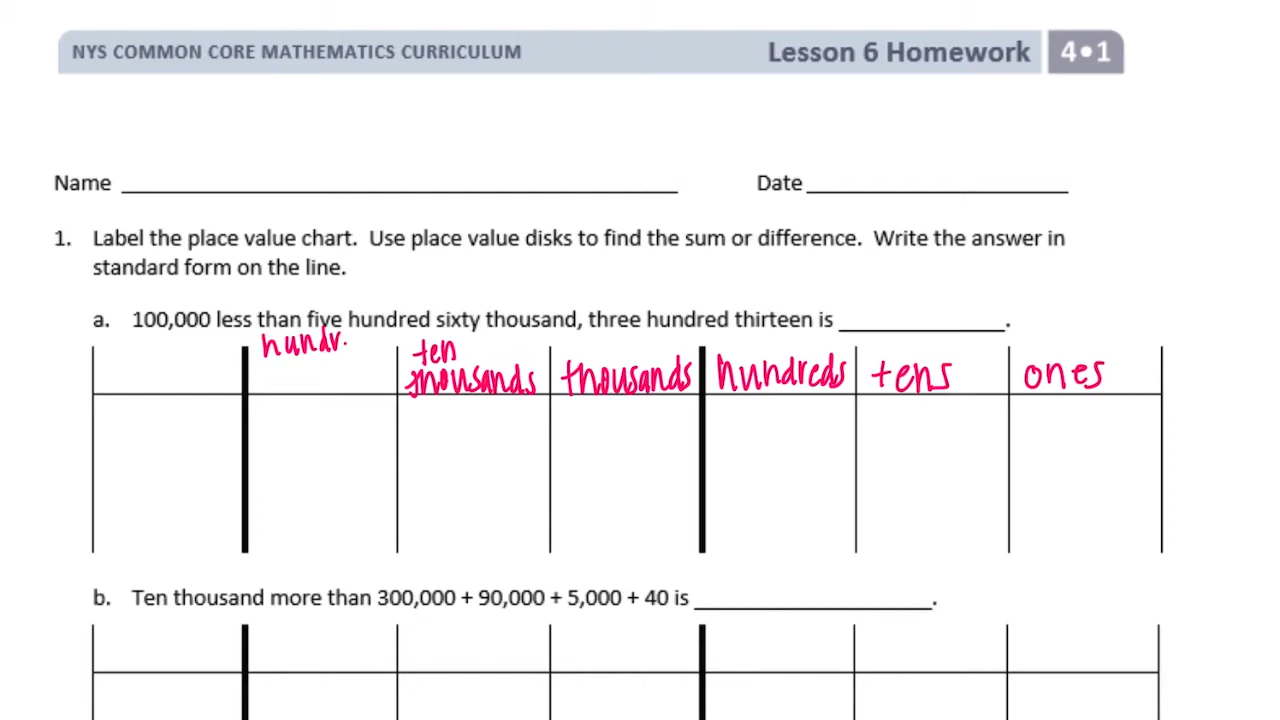 NYS COMMON CORE MATHEMATICS CURRICULUM Lesson 6 Homework 4•1
Name Date
1. Label the place value chart. Use place value disks to find the sum or difference. Write the answer in
standard form on the line.
a. 100,000 less than five hundred sixty thousand, three hundred thirteen is .
hundr.
ten
thousands thousands hundreds tens ones
b. Ten thousand more than 300,000 + 90,000 + 5,000 + 40 is .